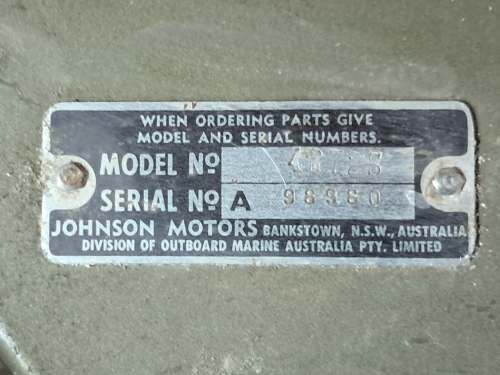 WHEN ORDERING PARTS GIVE
MODEL AND SERIAL NUMBERS.
MODEL Nº
SERIAL Nº A 98960
JOHNSON MOTORS BANKSTOWN, N.S.W., AUSTRALIA
DIVISION OF OUTBOARD MARINE AUSTRALIA PTY. LIMITED